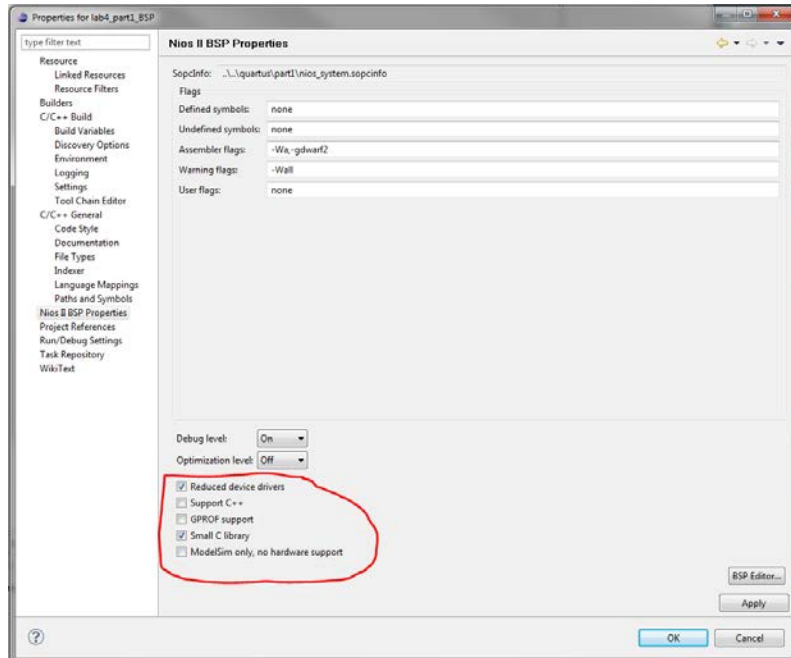 Properties for lab4_part1_BSP
type filter text
Resource
Linked Resources
Resource Filters
Builders
C/C++ Build
Build Variables
Discovery Options
Environment
Logging
Settings
Tool Chain Editor
C/C++ General
Code Style
Documentation
File Types
Indexer
Language Mappings
Paths and Symbols
Nios II BSP Properties
Project References
Run/Debug Settings
Task Repository
WikiText
Nios II BSP Properties
SopcInfo: ..\..\quartus\part1\nios_system.sopcinfo
Flags
Defined symbols: none
Undefined symbols: none
Assembler flags: -Wa,-gdwarf2
Warning flags: -Wall
User flags: none
Debug level: On
Optimization level: Off
Reduced device drivers
Support C++
GPROF support
Small C library
ModelSim only, no hardware support
BSP Editor...
Apply
OK Cancel